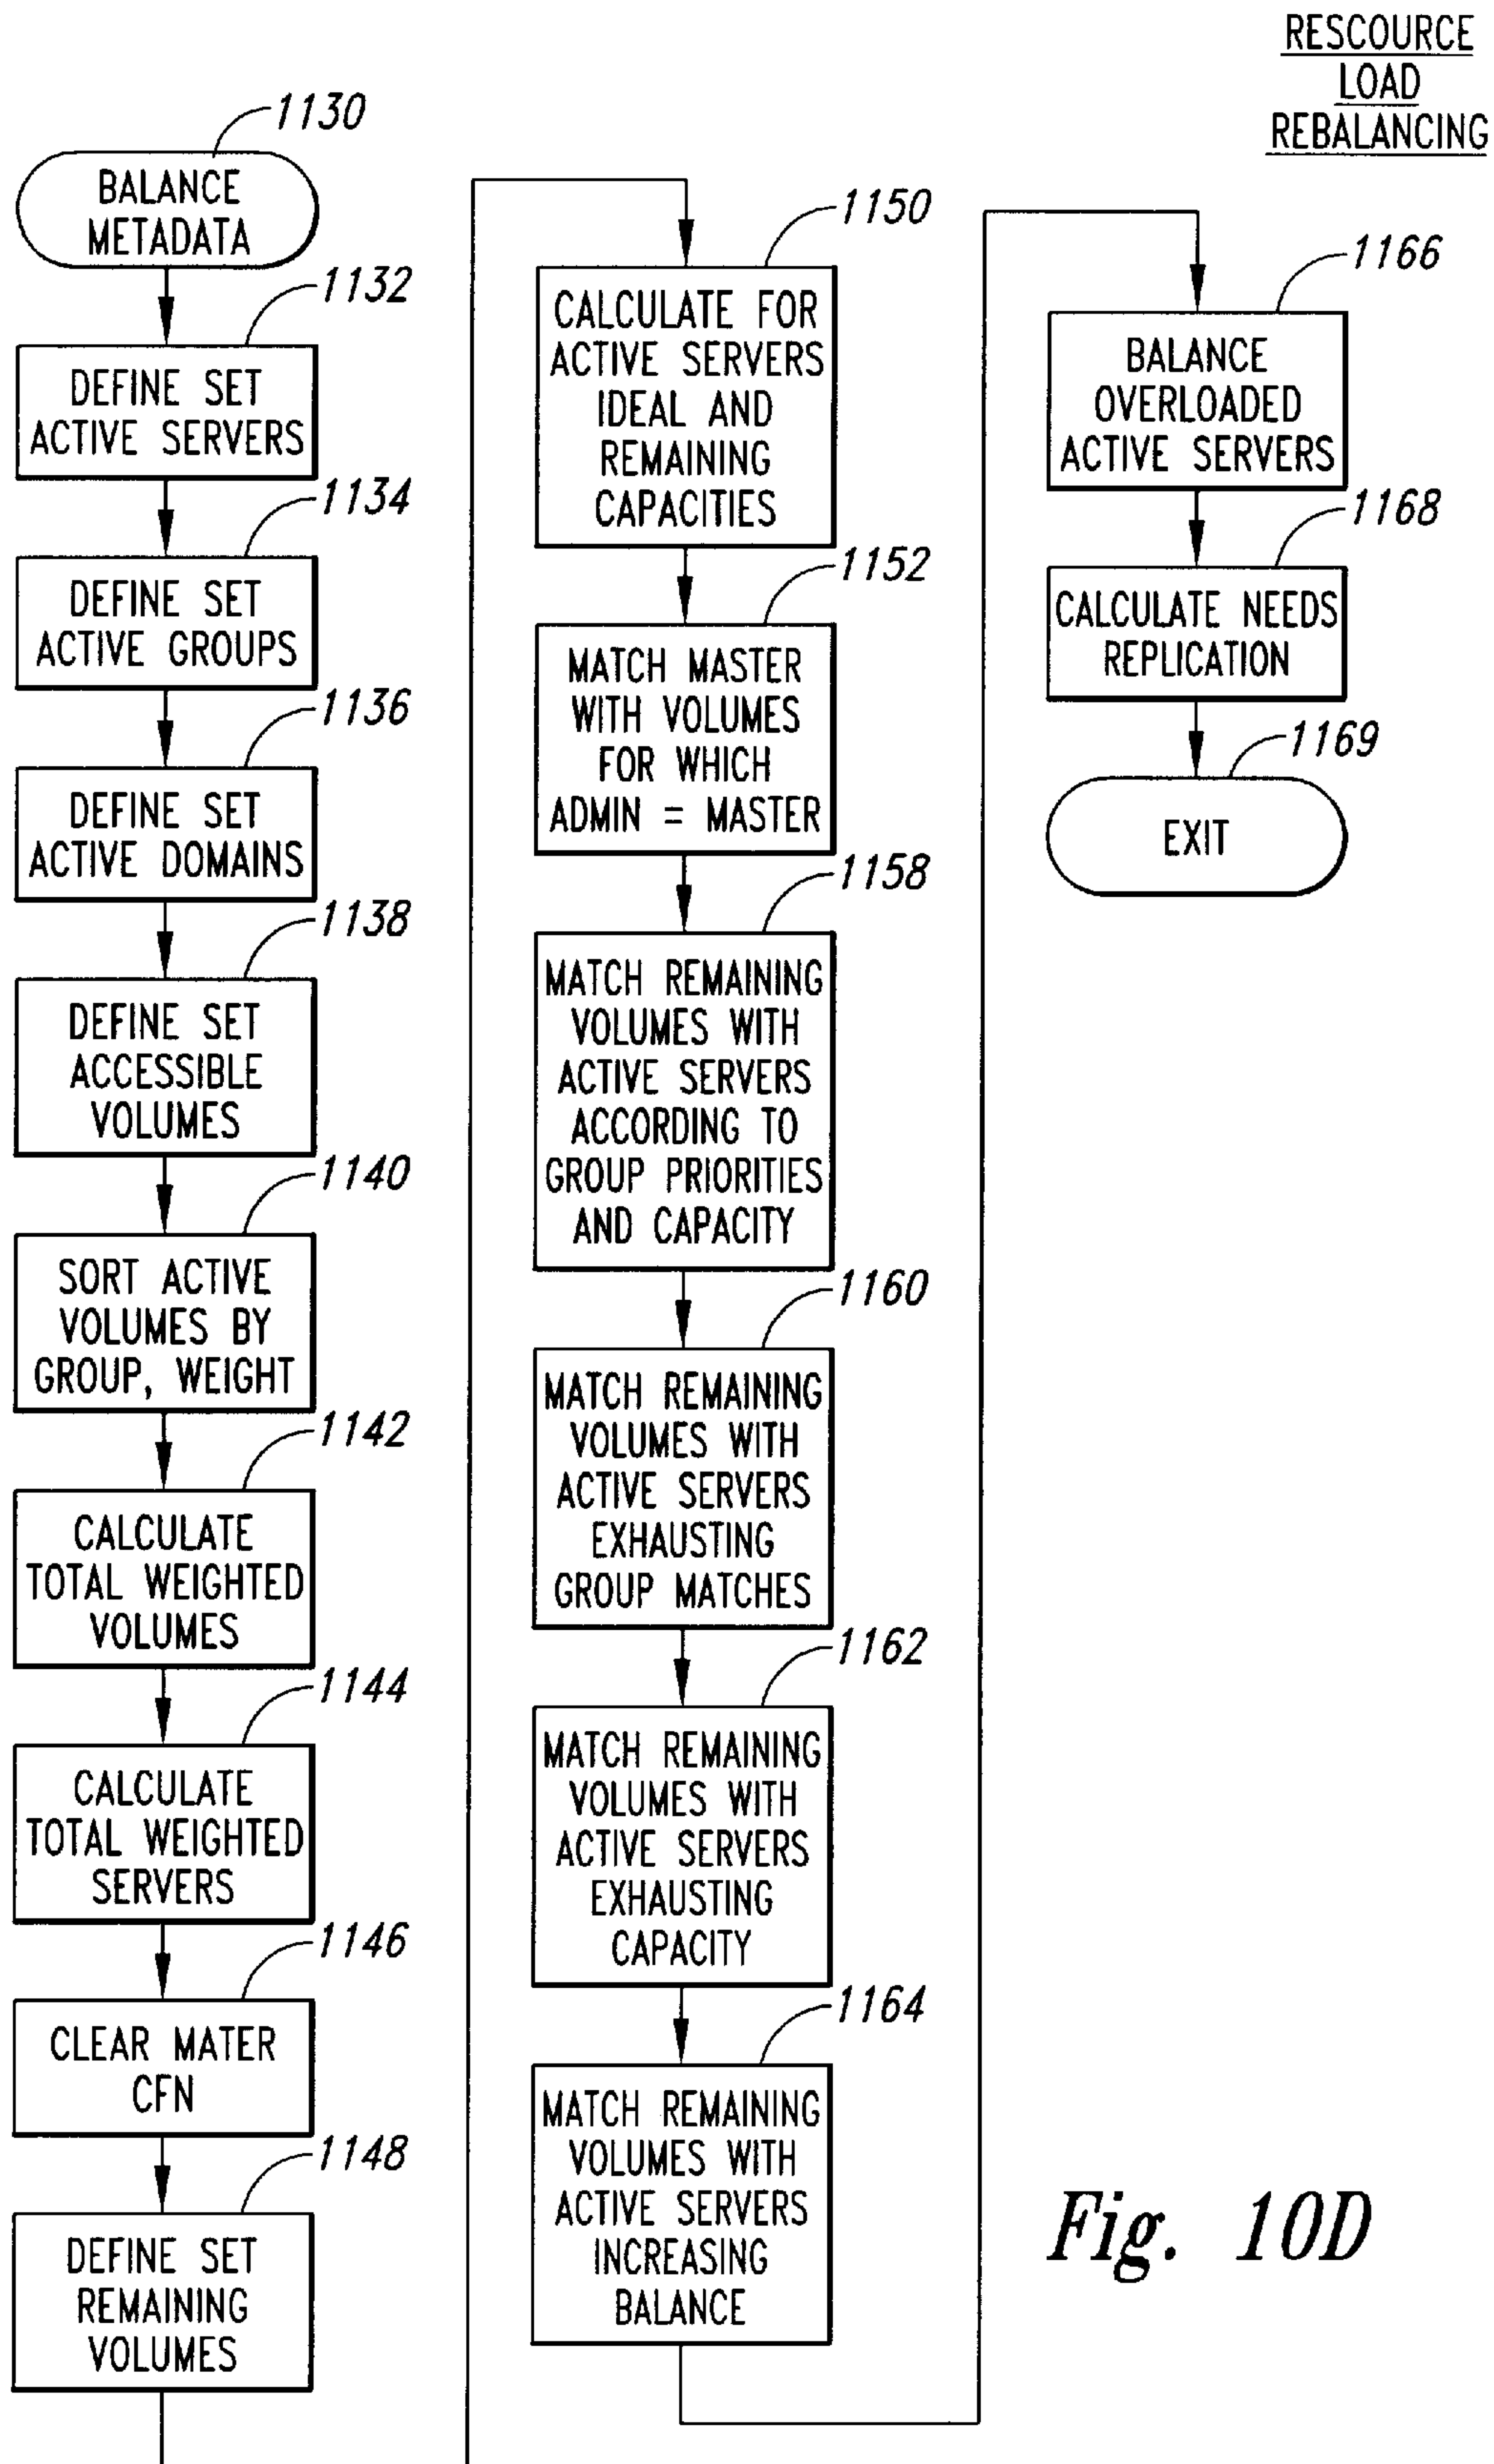 RESCOURCE
LOAD
REBALANCING
1130
BALANCE
METADATA
1132
DEFINE SET
ACTIVE SERVERS
1134
DEFINE SET
ACTIVE GROUPS
1136
DEFINE SET
ACTIVE DOMAINS
1138
DEFINE SET
ACCESSIBLE
VOLUMES
1140
SORT ACTIVE
VOLUMES BY
GROUP, WEIGHT
1142
CALCULATE
TOTAL WEIGHTED
VOLUMES
1144
CALCULATE
TOTAL WEIGHTED
SERVERS
1146
CLEAR MATER
CFN
1148
DEFINE SET
REMAINING
VOLUMES
1150
CALCULATE FOR
ACTIVE SERVERS
IDEAL AND
REMAINING
CAPACITIES
1152
MATCH MASTER
WITH VOLUMES
FOR WHICH
ADMIN = MASTER
1158
MATCH REMAINING
VOLUMES WITH
ACTIVE SERVERS
ACCORDING TO
GROUP PRIORITIES
AND CAPACITY
1160
MATCH REMAINING
VOLUMES WITH
ACTIVE SERVERS
EXHAUSTING
GROUP MATCHES
1162
MATCH REMAINING
VOLUMES WITH
ACTIVE SERVERS
EXHAUSTING
CAPACITY
1164
MATCH REMAINING
VOLUMES WITH
ACTIVE SERVERS
INCREASING
BALANCE
1166
BALANCE
OVERLOADED
ACTIVE SERVERS
1168
CALCULATE NEEDS
REPLICATION
1169
EXIT
Fig. 10D